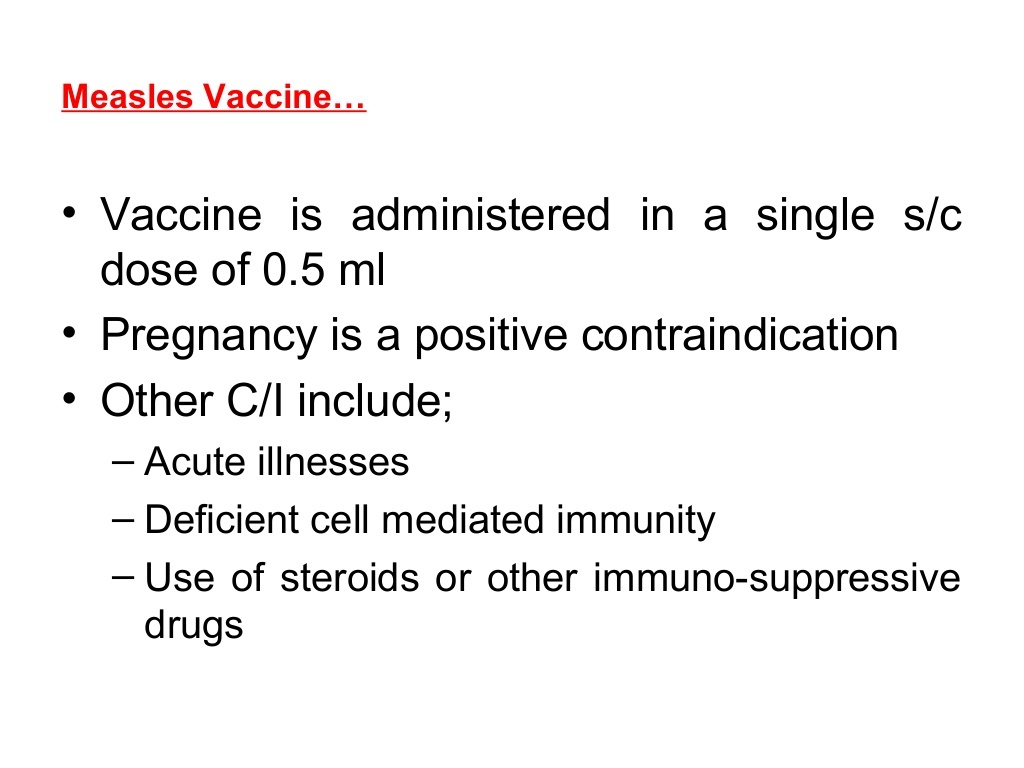 Measles Vaccine…
• Vaccine is administered in a single s/c
dose of 0.5 ml
• Pregnancy is a positive contraindication
• Other C/I include;
– Acute illnesses
– Deficient cell mediated immunity
– Use of steroids or other immuno-suppressive
drugs